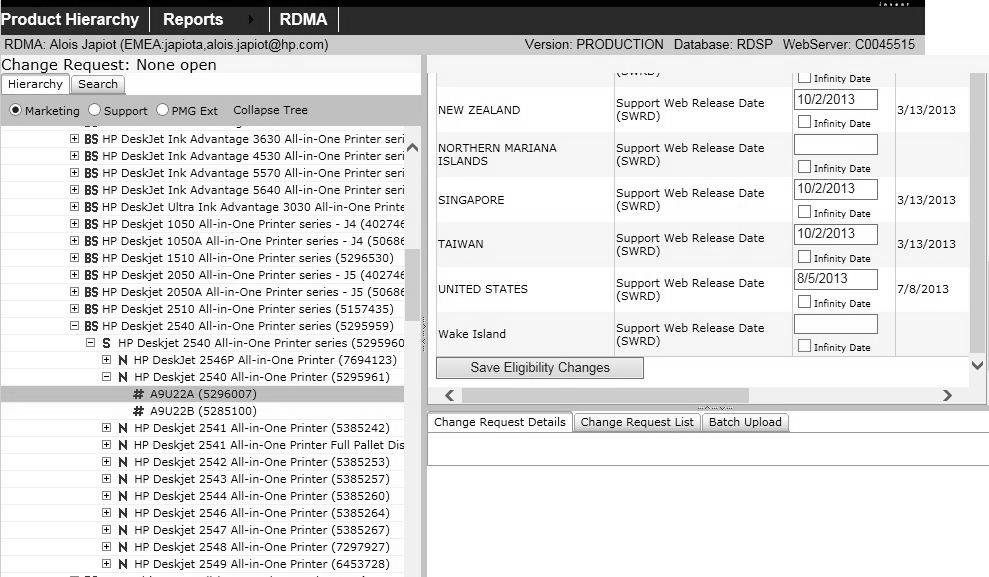 invent
Product Hierarchy
Reports
RDMA
RDMA: Alois Japiot (EMEA:japiota,alois.japiot@hp.com)
Version: PRODUCTION Database: RDSP WebServer: C0045515
Change Request: None open
Hierarchy
Search
Marketing
Support
PMG Ext
Collapse Tree
BS HP DeskJet Ink Advantage 3630 All-in-One Printer seri
BS HP DeskJet Ink Advantage 4530 All-in-One Printer seri
BS HP DeskJet Ink Advantage 5570 All-in-One Printer seri
BS HP DeskJet Ink Advantage 5640 All-in-One Printer seri
BS HP DeskJet Ultra Ink Advantage 3030 All-in-One Printe
BS HP Deskjet 1050 All-in-One Printer series - J4 (402746
BS HP Deskjet 1050A All-in-One Printer series - J4 (50686
BS HP Deskjet 1510 All-in-One Printer series (5296530)
BS HP Deskjet 2050 All-in-One Printer series - J5 (402746
BS HP Deskjet 2050A All-in-One Printer series - J5 (50686
BS HP Deskjet 2510 All-in-One Printer series (5157435)
BS HP Deskjet 2540 All-in-One Printer series (5295959)
S HP Deskjet 2540 All-in-One Printer series (5295960
N HP DeskJet 2546P All-in-One Printer (7694123)
N HP Deskjet 2540 All-in-One Printer (5295961)
# A9U22A (5296007)
# A9U22B (5285100)
N HP Deskjet 2541 All-in-One Printer (5385242)
N HP Deskjet 2541 All-in-One Printer Full Pallet Dis
N HP Deskjet 2542 All-in-One Printer (5385253)
N HP Deskjet 2543 All-in-One Printer (5385257)
N HP Deskjet 2544 All-in-One Printer (5385260)
N HP Deskjet 2546 All-in-One Printer (5385264)
N HP Deskjet 2547 All-in-One Printer (5385267)
N HP Deskjet 2548 All-in-One Printer (7297927)
N HP Deskjet 2549 All-in-One Printer (6453728)
(SWRD)
Infinity Date
NEW ZEALAND
Support Web Release Date
(SWRD)
10/2/2013
Infinity Date
3/13/2013
NORTHERN MARIANA
ISLANDS
Support Web Release Date
(SWRD)
Infinity Date
SINGAPORE
Support Web Release Date
(SWRD)
10/2/2013
Infinity Date
3/13/2013
TAIWAN
Support Web Release Date
(SWRD)
10/2/2013
Infinity Date
3/13/2013
UNITED STATES
Support Web Release Date
(SWRD)
8/5/2013
Infinity Date
7/8/2013
Wake Island
Support Web Release Date
(SWRD)
Infinity Date
Save Eligibility Changes
Change Request Details
Change Request List
Batch Upload